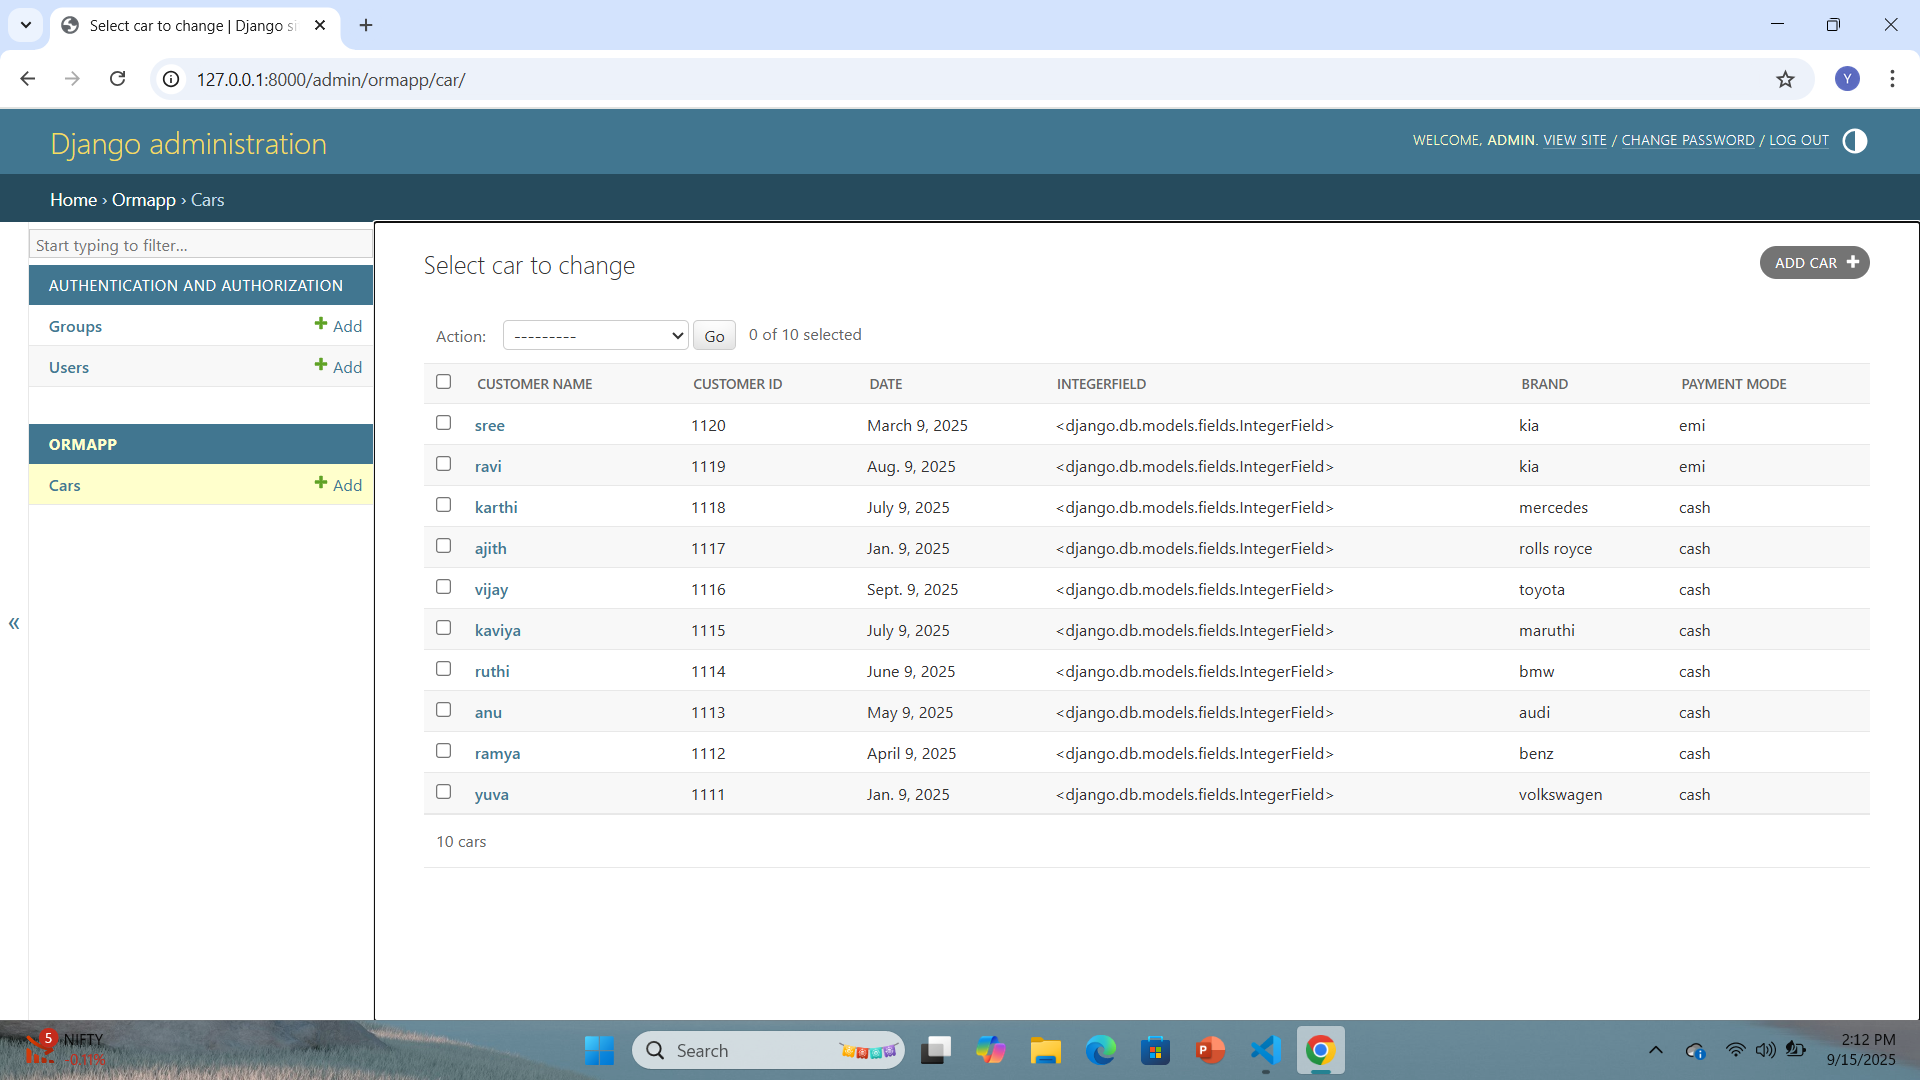 Select car to change | Django si
127.0.0.1:8000/admin/ormapp/car/
Y
Django administration
WELCOME, ADMIN. VIEW SITE / CHANGE PASSWORD / LOG OUT
Home › Ormapp › Cars
Start typing to filter...
AUTHENTICATION AND AUTHORIZATION
Groups + Add
Users + Add
ORMAPP
Cars + Add
«
Select car to change
ADD CAR +
Action: --------- Go 0 of 10 selected
CUSTOMER NAME CUSTOMER ID DATE INTEGERFIELD BRAND PAYMENT MODE
sree 1120 March 9, 2025 <django.db.models.fields.IntegerField> kia emi
ravi 1119 Aug. 9, 2025 <django.db.models.fields.IntegerField> kia emi
karthi 1118 July 9, 2025 <django.db.models.fields.IntegerField> mercedes cash
ajith 1117 Jan. 9, 2025 <django.db.models.fields.IntegerField> rolls royce cash
vijay 1116 Sept. 9, 2025 <django.db.models.fields.IntegerField> toyota cash
kaviya 1115 July 9, 2025 <django.db.models.fields.IntegerField> maruthi cash
ruthi 1114 June 9, 2025 <django.db.models.fields.IntegerField> bmw cash
anu 1113 May 9, 2025 <django.db.models.fields.IntegerField> audi cash
ramya 1112 April 9, 2025 <django.db.models.fields.IntegerField> benz cash
yuva 1111 Jan. 9, 2025 <django.db.models.fields.IntegerField> volkswagen cash
10 cars
5 NIFTY
-0.11%
Search
2:12 PM
9/15/2025